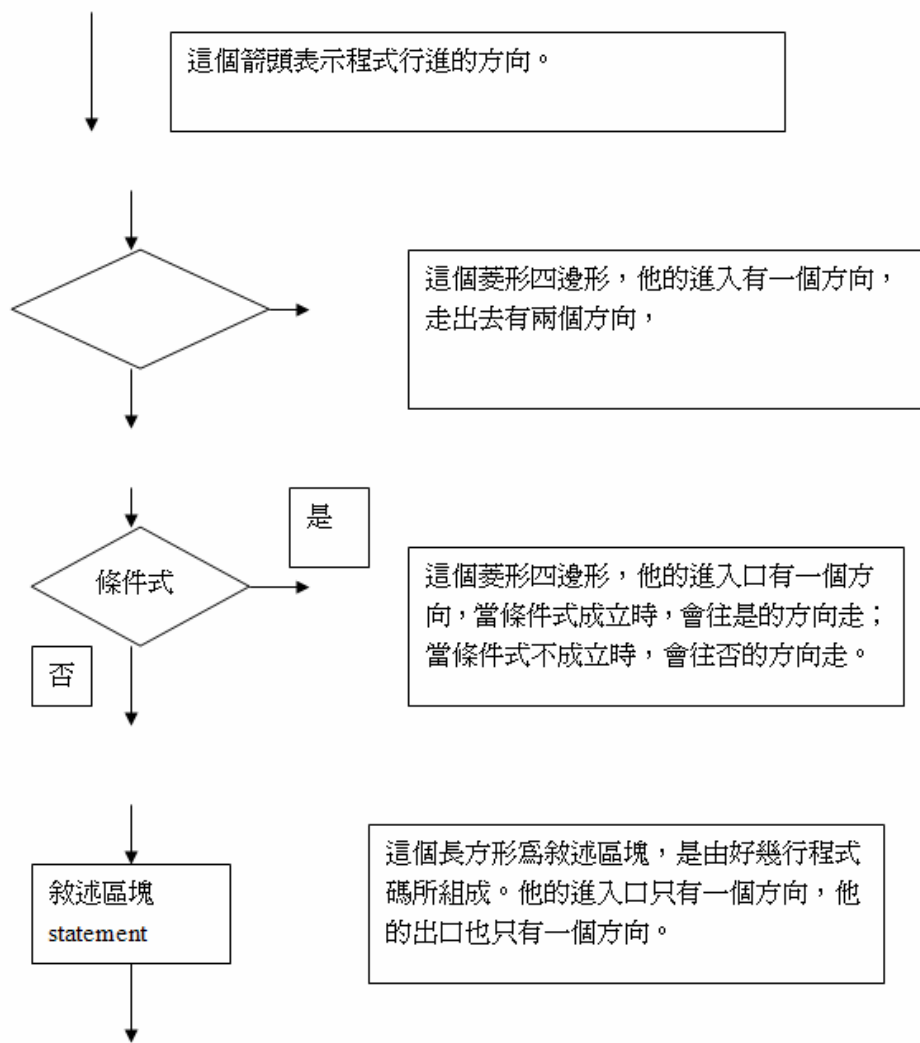 這個箭頭表示程式行進的方向。
這個菱形四邊形，他的進入有一個方向，
走出去有兩個方向，
是
條件式
這個菱形四邊形，他的進入口有一個方
向，當條件式成立時，會往是的方向走；
當條件式不成立時，會往否的方向走。
否
這個長方形為敘述區塊，是由好幾行程式
碼所組成。他的進入口只有一個方向，他
的出口也只有一個方向。
敘述區塊
statement